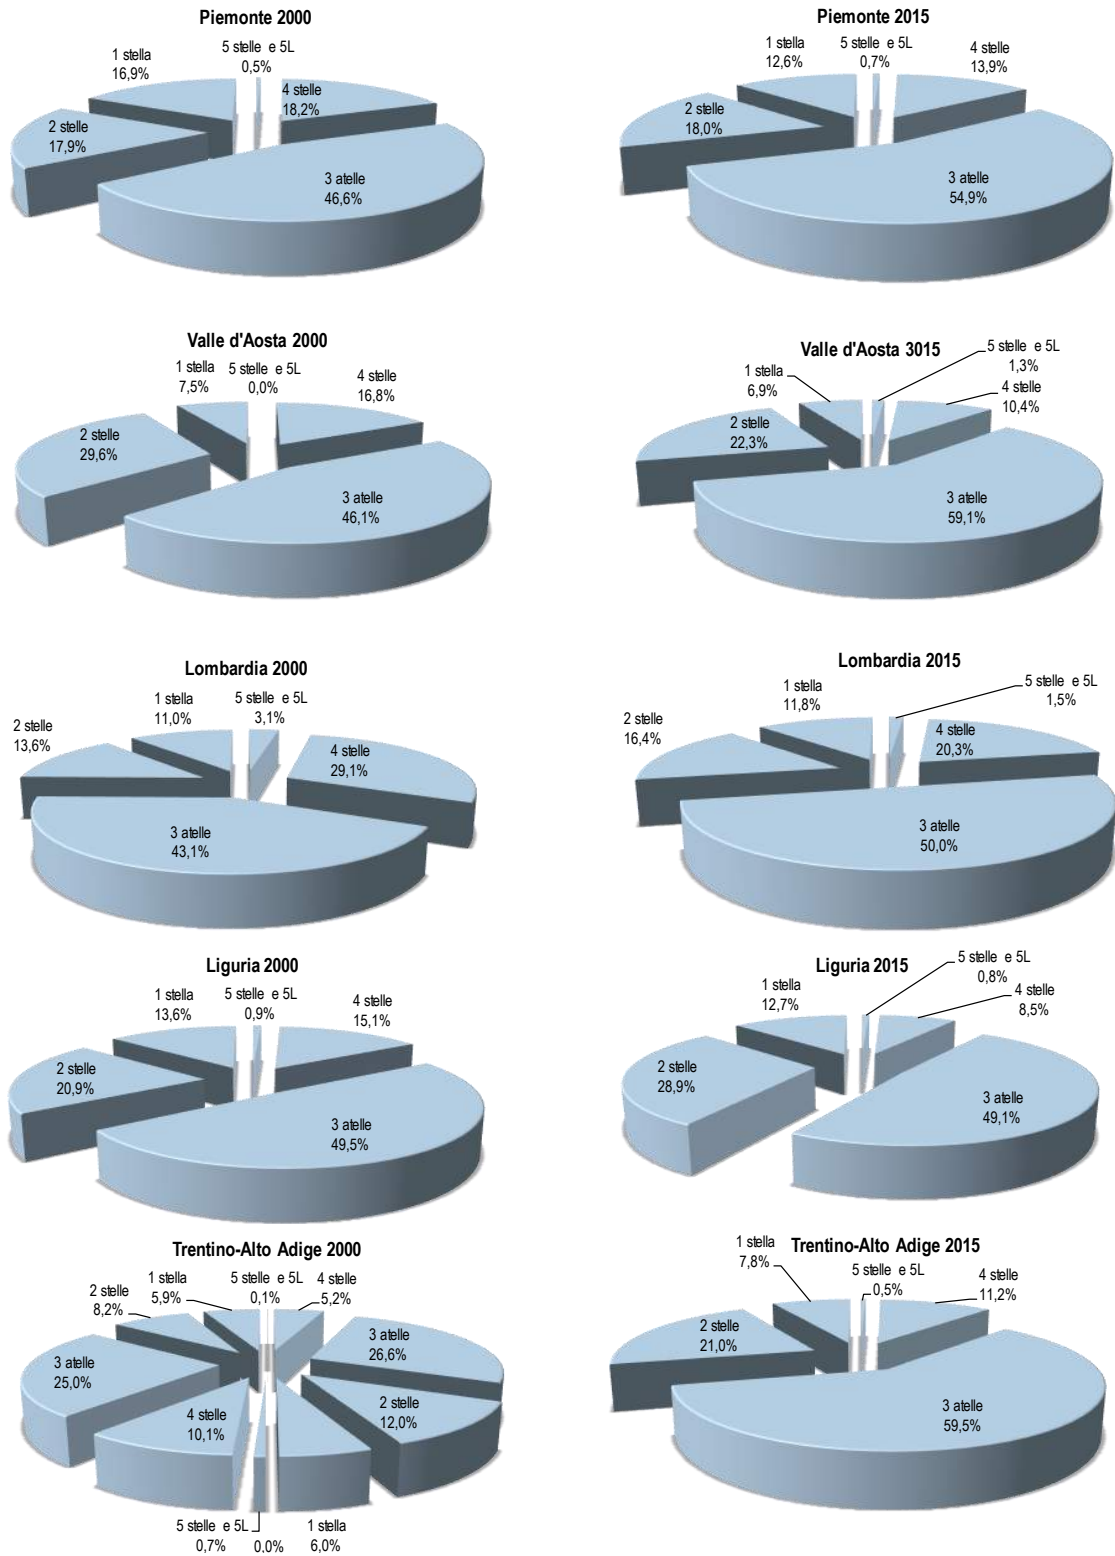 Piemonte 2000
5 stelle e 5L
0,5%
4 stelle
18,2%
3 atelle
46,6%
2 stelle
17,9%
1 stella
16,9%
Piemonte 2015
5 stelle e 5L
0,7%
4 stelle
13,9%
3 atelle
54,9%
2 stelle
18,0%
1 stella
12,6%
Valle d'Aosta 2000
5 stelle e 5L
0,0%
4 stelle
16,8%
3 atelle
46,1%
2 stelle
29,6%
1 stella
7,5%
Valle d'Aosta 3015
5 stelle e 5L
1,3%
4 stelle
10,4%
3 atelle
59,1%
2 stelle
22,3%
1 stella
6,9%
Lombardia 2000
5 stelle e 5L
3,1%
4 stelle
29,1%
3 atelle
43,1%
2 stelle
13,6%
1 stella
11,0%
Lombardia 2015
5 stelle e 5L
1,5%
4 stelle
20,3%
3 atelle
50,0%
2 stelle
16,4%
1 stella
11,8%
Liguria 2000
5 stelle e 5L
0,9%
4 stelle
15,1%
3 atelle
49,5%
2 stelle
20,9%
1 stella
13,6%
Liguria 2015
5 stelle e 5L
0,8%
4 stelle
8,5%
3 atelle
49,1%
2 stelle
28,9%
1 stella
12,7%
Trentino-Alto Adige 2000
5 stelle e 5L
0,1%
4 stelle
5,2%
3 atelle
26,6%
2 stelle
12,0%
1 stella
6,0%
0,0%
5 stelle e 5L
0,7%
4 stelle
10,1%
3 atelle
25,0%
2 stelle
8,2%
1 stella
5,9%
Trentino-Alto Adige 2015
5 stelle e 5L
0,5%
4 stelle
11,2%
3 atelle
59,5%
2 stelle
21,0%
1 stella
7,8%